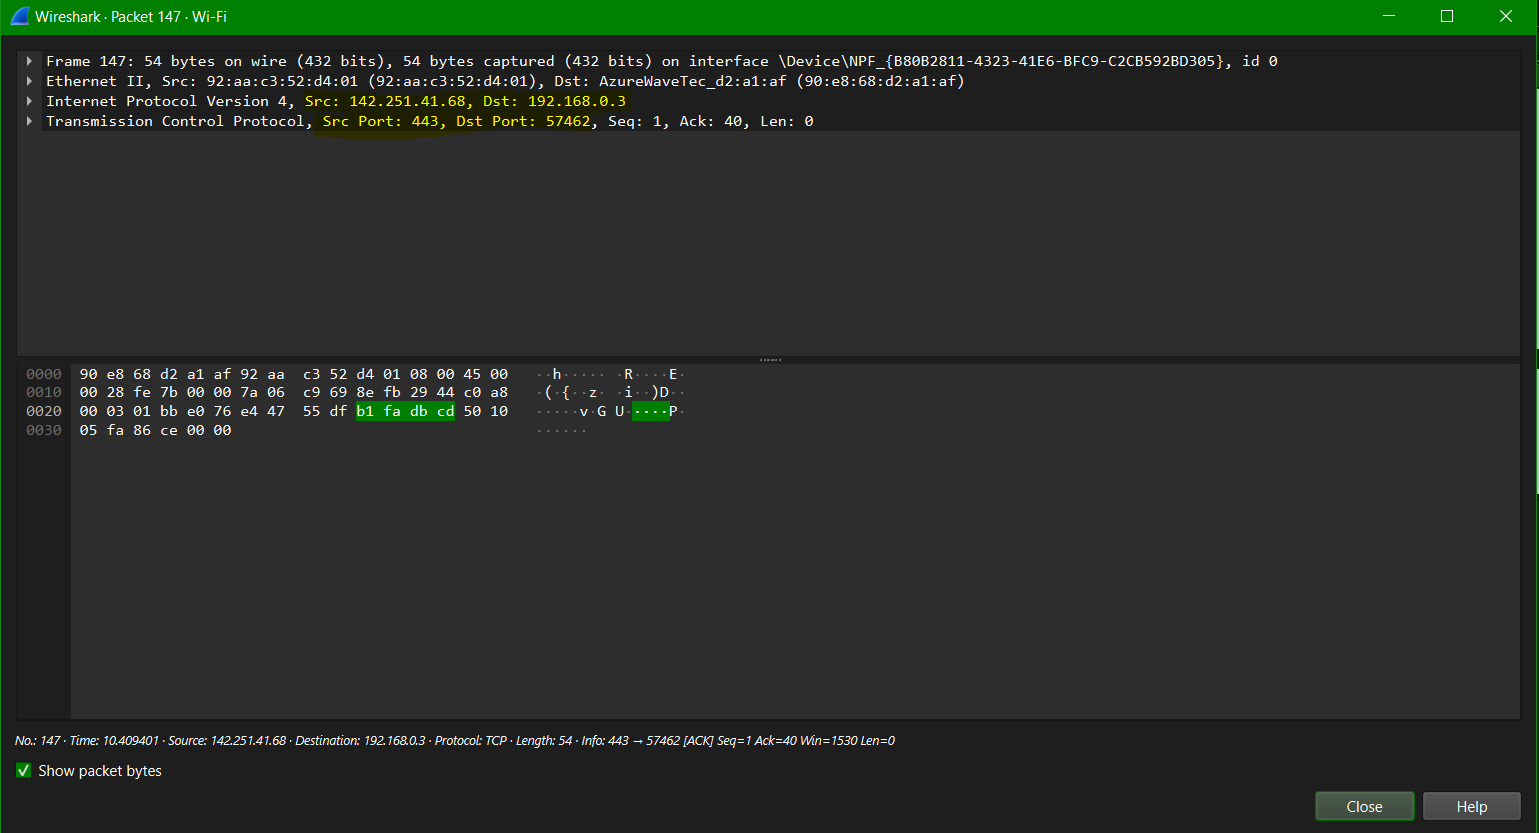 Wireshark · Packet 147 · Wi-Fi
Frame 147: 54 bytes on wire (432 bits), 54 bytes captured (432 bits) on interface \Device\NPF_{B80B2811-4323-41E6-BFC9-C2CB592BD305}, id 0
Ethernet II, Src: 92:aa:c3:52:d4:01 (92:aa:c3:52:d4:01), Dst: AzureWaveTec_d2:a1:af (90:e8:68:d2:a1:af)
Internet Protocol Version 4, Src: 142.251.41.68, Dst: 192.168.0.3
Transmission Control Protocol, Src Port: 443, Dst Port: 57462, Seq: 1, Ack: 40, Len: 0
0000 90 e8 68 d2 a1 af 92 aa c3 52 d4 01 08 00 45 00 ··h····· ·R····E·
0010 00 28 fe 7b 00 00 7a 06 c9 69 8e fb 29 44 c0 a8 ·(·{··z· ·i··)D··
0020 00 03 01 bb e0 76 e4 47 55 df b1 fa db cd 50 10 ·····v·G U·····P·
0030 05 fa 86 ce 00 00 ······
No.: 147 · Time: 10.409401 · Source: 142.251.41.68 · Destination: 192.168.0.3 · Protocol: TCP · Length: 54 · Info: 443 → 57462 [ACK] Seq=1 Ack=40 Win=1530 Len=0
Show packet bytes
Close Help